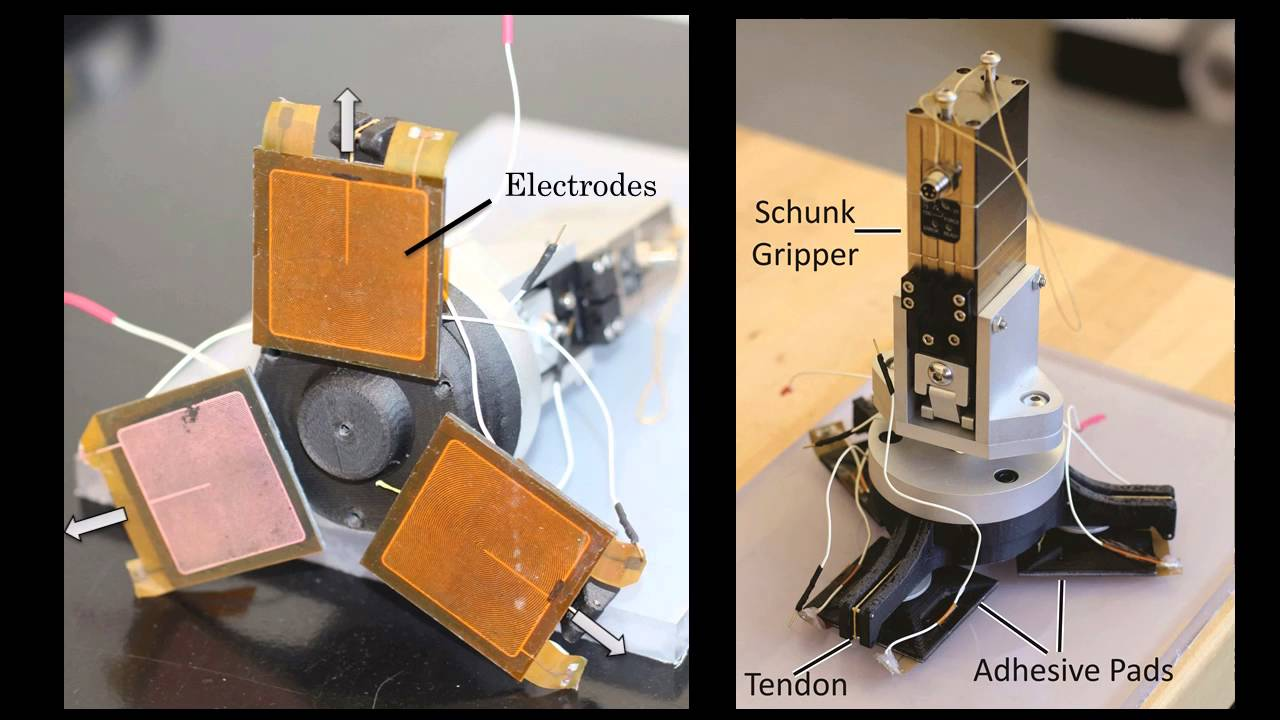 Electrodes
Schunk
Gripper
Tendon
Adhesive Pads